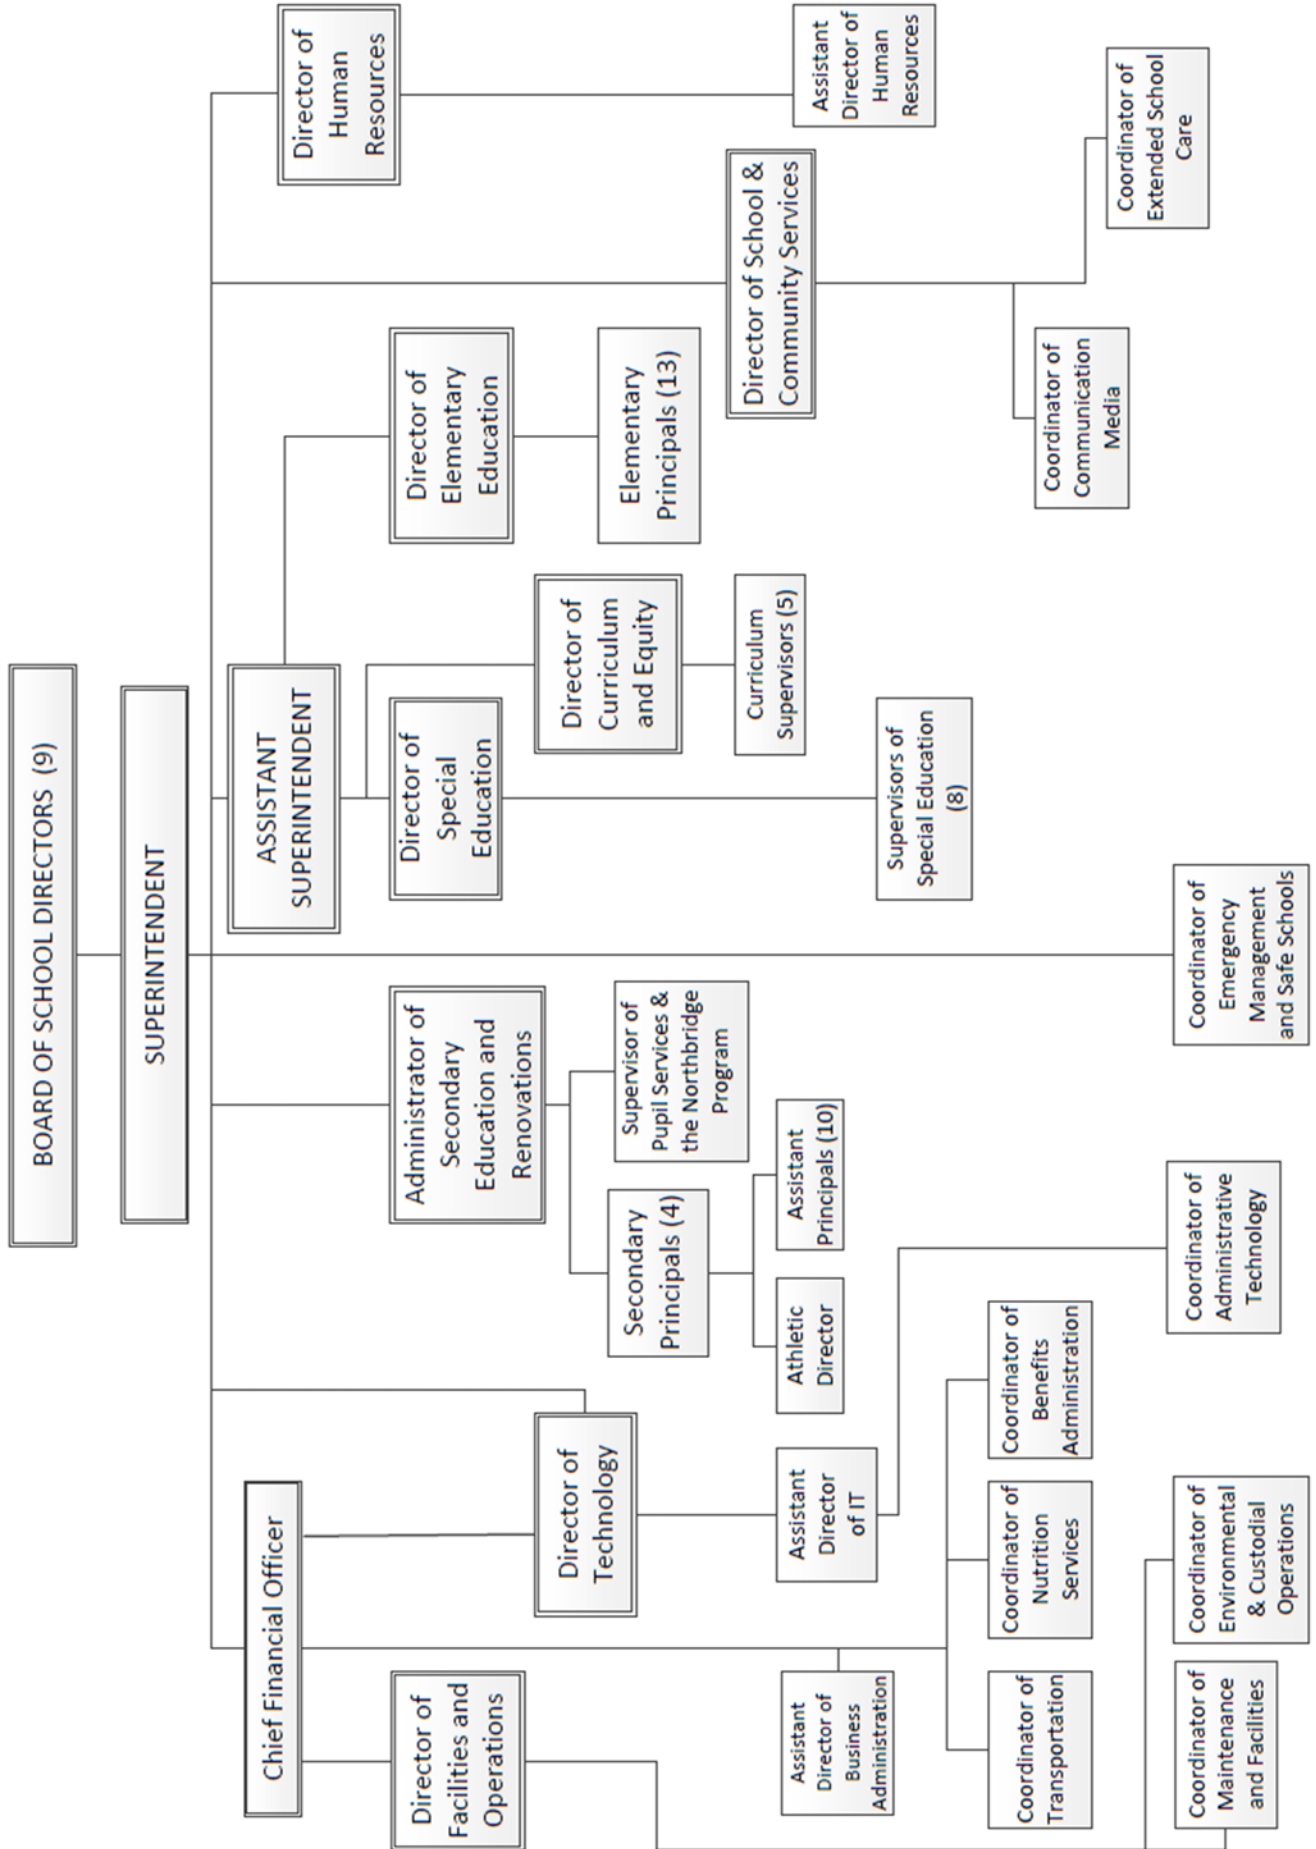 BOARD OF SCHOOL DIRECTORS (9)
SUPERINTENDENT
Chief Financial Officer
ASSISTANT
SUPERINTENDENT
Director of
Human
Resources
Director of
Facilities and
Operations
Administrator of
Secondary
Education and
Renovations
Director of
Special
Education
Director of
Elementary
Education
Director of
Technology
Director of
Curriculum
and Equity
Secondary
Principals (4)
Supervisor of
Pupil Services &
the Northbridge
Program
Elementary
Principals (13)
Curriculum
Supervisors (5)
Director of School &
Community Services
Assistant
Director of
Business
Administration
Assistant
Director
of IT
Athletic
Director
Assistant
Principals (10)
Assistant
Director of
Human
Resources
Supervisors of
Special Education
(8)
Coordinator of
Transportation
Coordinator of
Nutrition
Services
Coordinator of
Benefits
Administration
Coordinator of
Communication
Media
Coordinator of
Extended School
Care
Coordinator of
Maintenance
and Facilities
Coordinator of
Environmental
& Custodial
Operations
Coordinator of
Administrative
Technology
Coordinator of
Emergency
Management
and Safe Schools